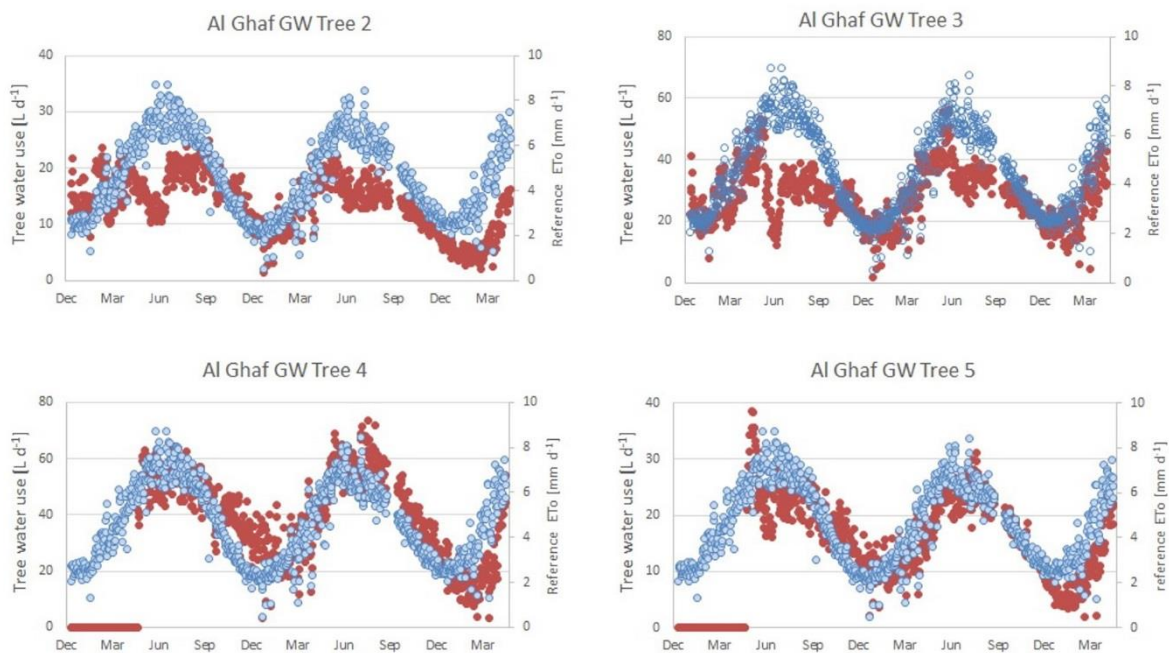 Al Ghaf GW Tree 2
Tree water use [L d⁻¹]
40
30
20
10
0
10
8
6
4
2
0
Reference ETo [mm d⁻¹]
Dec Mar Jun Sep Dec Mar Jun Sep Dec Mar
Al Ghaf GW Tree 3
Tree water use [L d⁻¹]
80
60
40
20
0
10
8
6
4
2
0
Reference ETo [mm d⁻¹]
Dec Mar Jun Sep Dec Mar Jun Sep Dec Mar
Al Ghaf GW Tree 4
Tree water use [L d⁻¹]
80
60
40
20
0
10
8
6
4
2
0
Reference ETo [mm d⁻¹]
Dec Mar Jun Sep Dec Mar Jun Sep Dec Mar
Al Ghaf GW Tree 5
Tree water use [L d⁻¹]
40
30
20
10
0
10
8
6
4
2
0
reference ETo [mm d⁻¹]
Dec Mar Jun Sep Dec Mar Jun Sep Dec Mar